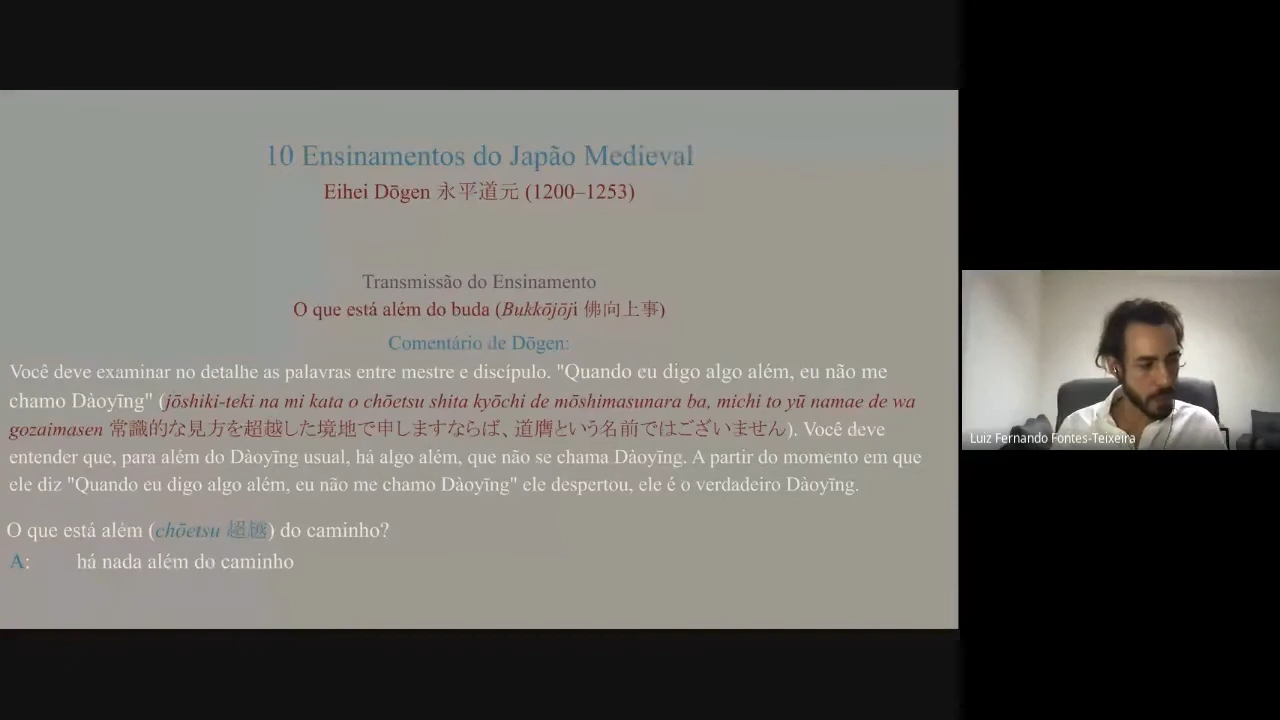 10 Ensinamentos do Japão Medieval
Eihei Dōgen 永平道元 (1200–1253)
Transmissão do Ensinamento
O que está além do buda (Bukkōjōji 佛向上事)
Comentário de Dōgen:
Você deve examinar no detalhe as palavras entre mestre e discípulo. "Quando eu digo algo além, eu não me
chamo Dàoyīng" (jōshiki-teki na mi kata o chōetsu shita kyōchi de mōshimasunara ba, michi to yū namae de wa
gozaimasen 常識的な見方を超越した境地で申しますならば、道膺という名前ではございません). Você deve
entender que, para além do Dàoyīng usual, há algo além, que não se chama Dàoyīng. A partir do momento em que
ele diz "Quando eu digo algo além, eu não me chamo Dàoyīng" ele despertou, ele é o verdadeiro Dàoyīng.
O que está além (chōetsu 超越) do caminho?
A: há nada além do caminho
Luiz Fernando Fontes-Teixeira